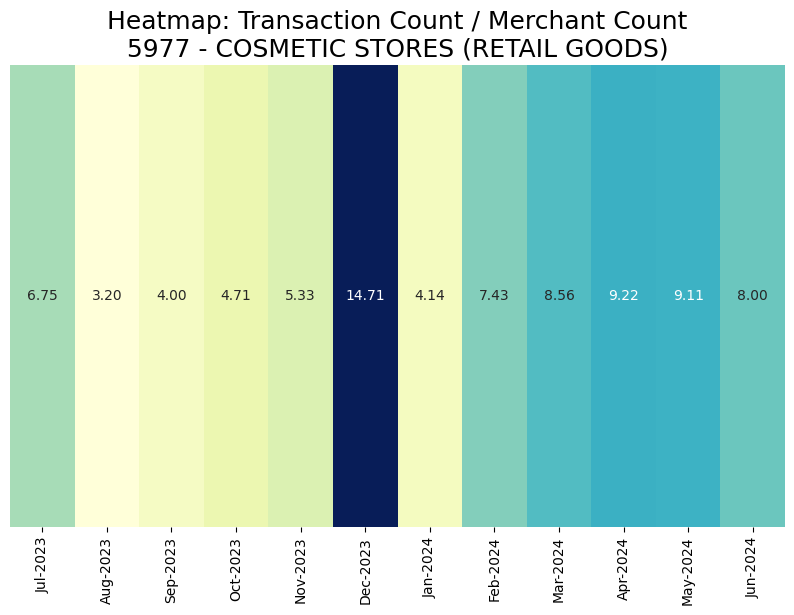 Heatmap: Transaction Count / Merchant Count
5977 - COSMETIC STORES (RETAIL GOODS)
6.75 3.20 4.00 4.71 5.33 14.71 4.14 7.43 8.56 9.22 9.11 8.00
Jul-2023 Aug-2023 Sep-2023 Oct-2023 Nov-2023 Dec-2023 Jan-2024 Feb-2024 Mar-2024 Apr-2024 May-2024 Jun-2024